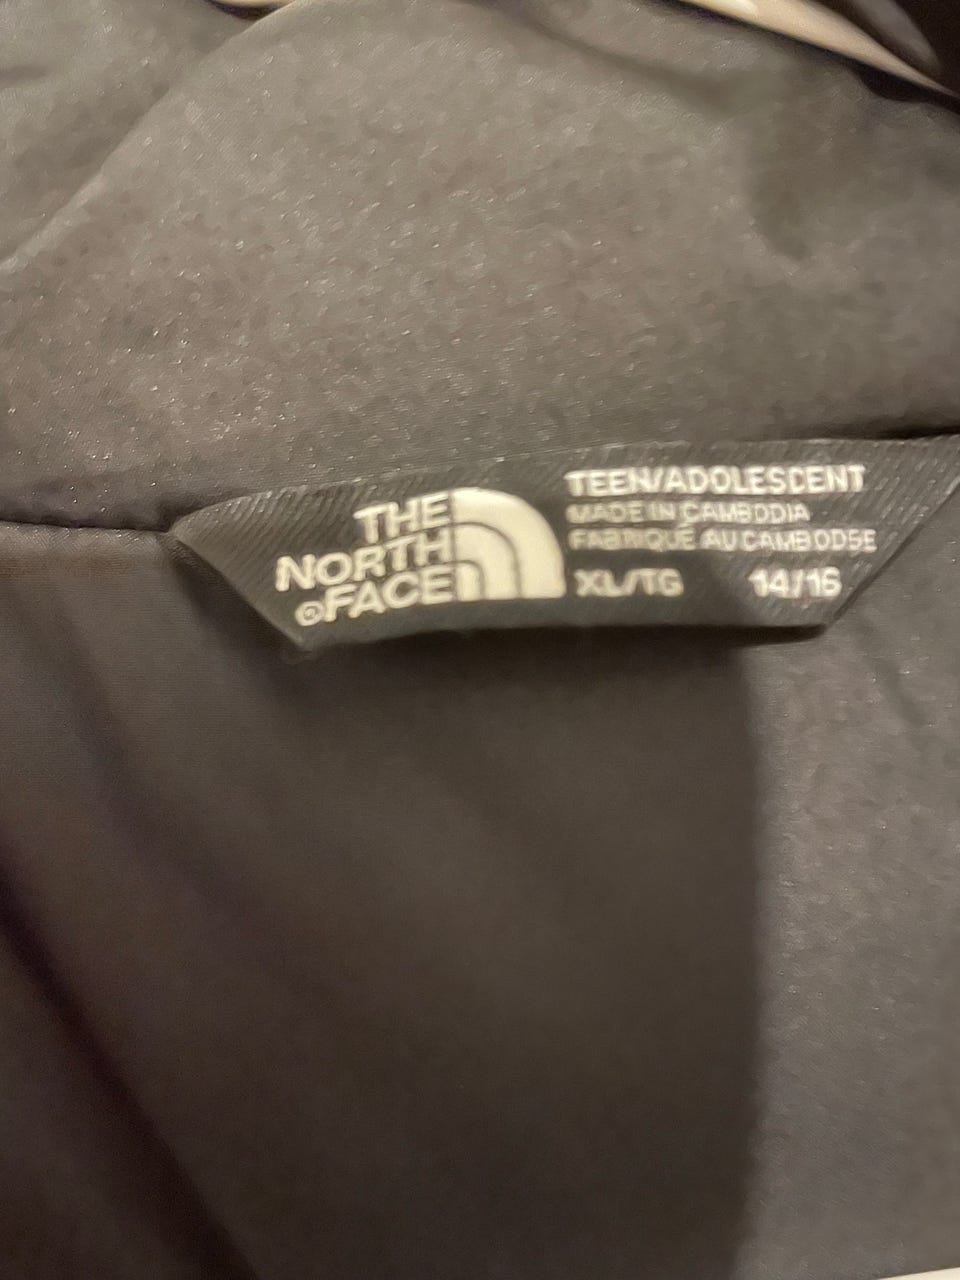 THE
NORTH
®FACE
TEEN/ADOLESCENT
MADE IN CAMBODIA
FABRIQUÉ AU CAMBODGE
XL/TG 14/16